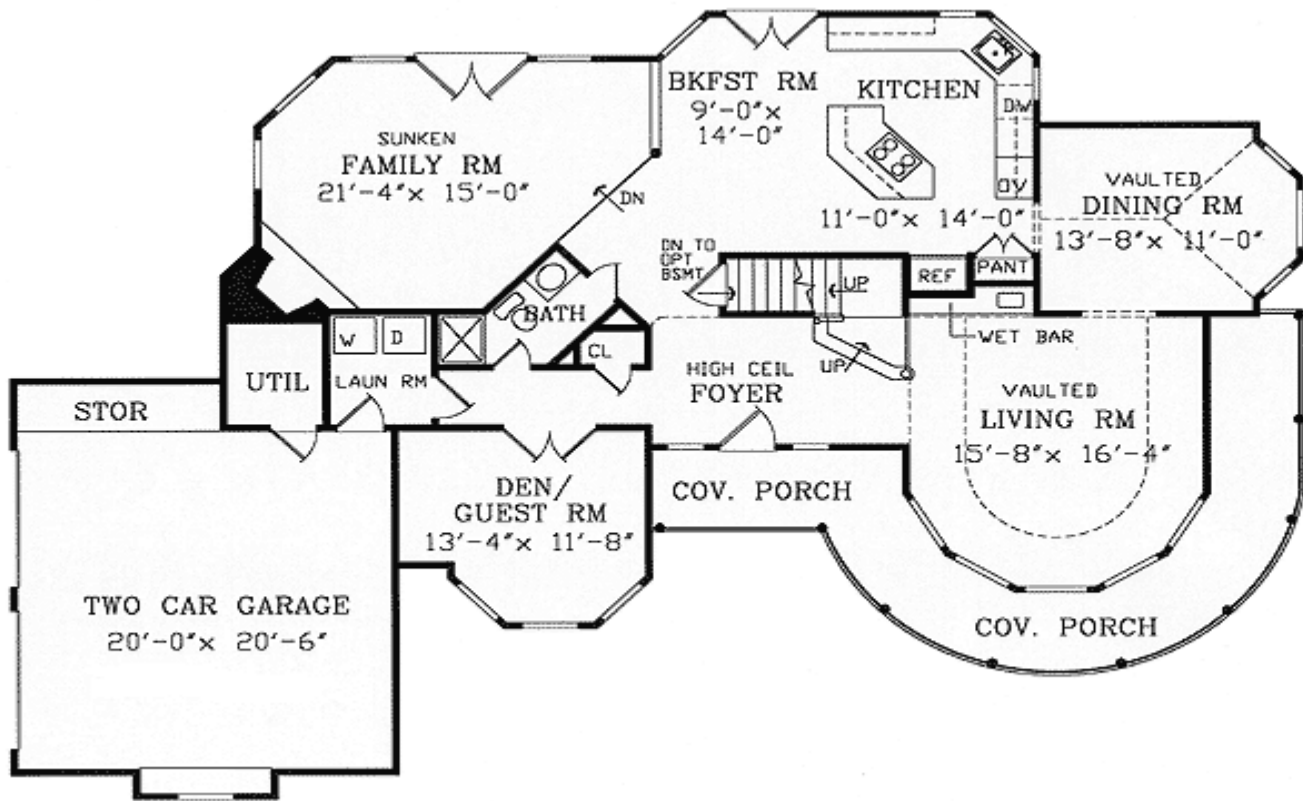 BKFST RM
9'-0"x
14'-0"
KITCHEN
DW
SUNKEN
FAMILY RM
21'-4"x 15'-0"
DN
OV
11'-0"x 14'-0"
VAULTED
DINING RM
13'-8"x 11'-0"
DN TO
OPT
BSMT
UP
REF
PANT
BATH
WET BAR
W
D
CL
UP
UTIL
LAUN RM
HIGH CEIL
FOYER
VAULTED
LIVING RM
15'-8"x 16'-4"
STOR
DEN/
GUEST RM
13'-4"x 11'-8"
COV. PORCH
TWO CAR GARAGE
20'-0"x 20'-6"
COV. PORCH